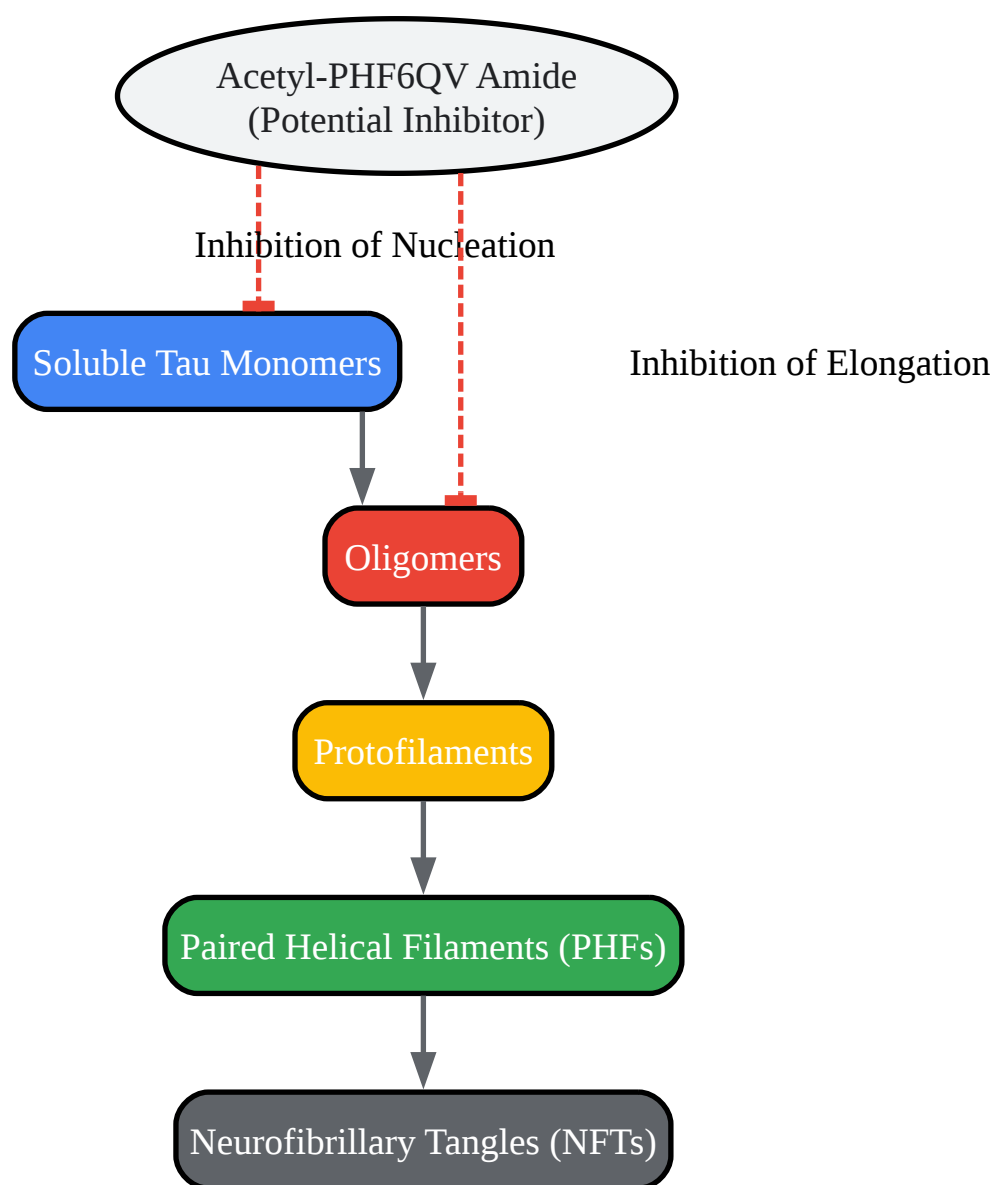 Acetyl-PHF6QV Amide
(Potential Inhibitor)
Inhibition of Nucleation
Soluble Tau Monomers
Inhibition of Elongation
Oligomers
Protofilaments
Paired Helical Filaments (PHFs)
Neurofibrillary Tangles (NFTs)